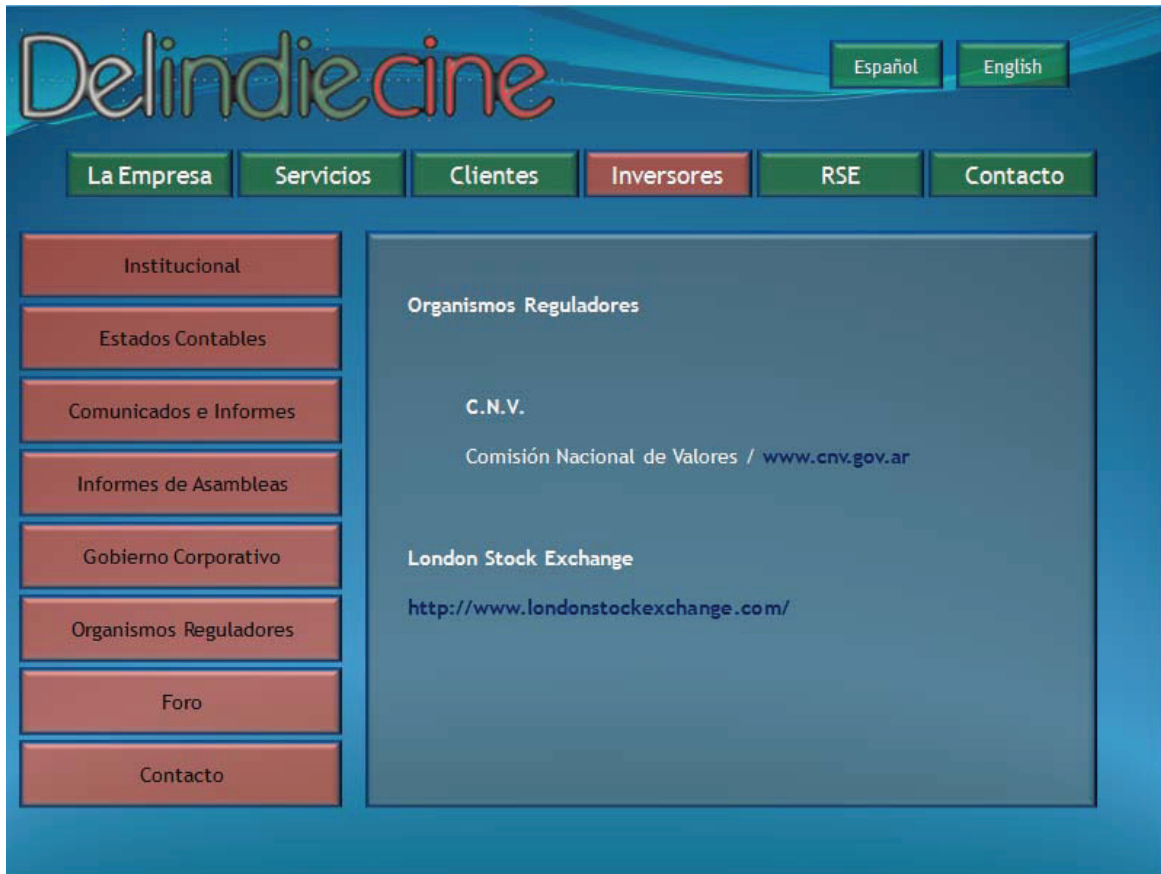 Delindiecine
Español
English
La Empresa
Servicios
Clientes
Inversores
RSE
Contacto
Institucional
Estados Contables
Comunicados e Informes
Informes de Asambleas
Gobierno Corporativo
Organismos Reguladores
Foro
Contacto
Organismos Reguladores
C.N.V.
Comisión Nacional de Valores / www.cnv.gov.ar
London Stock Exchange
http://www.londonstockexchange.com/